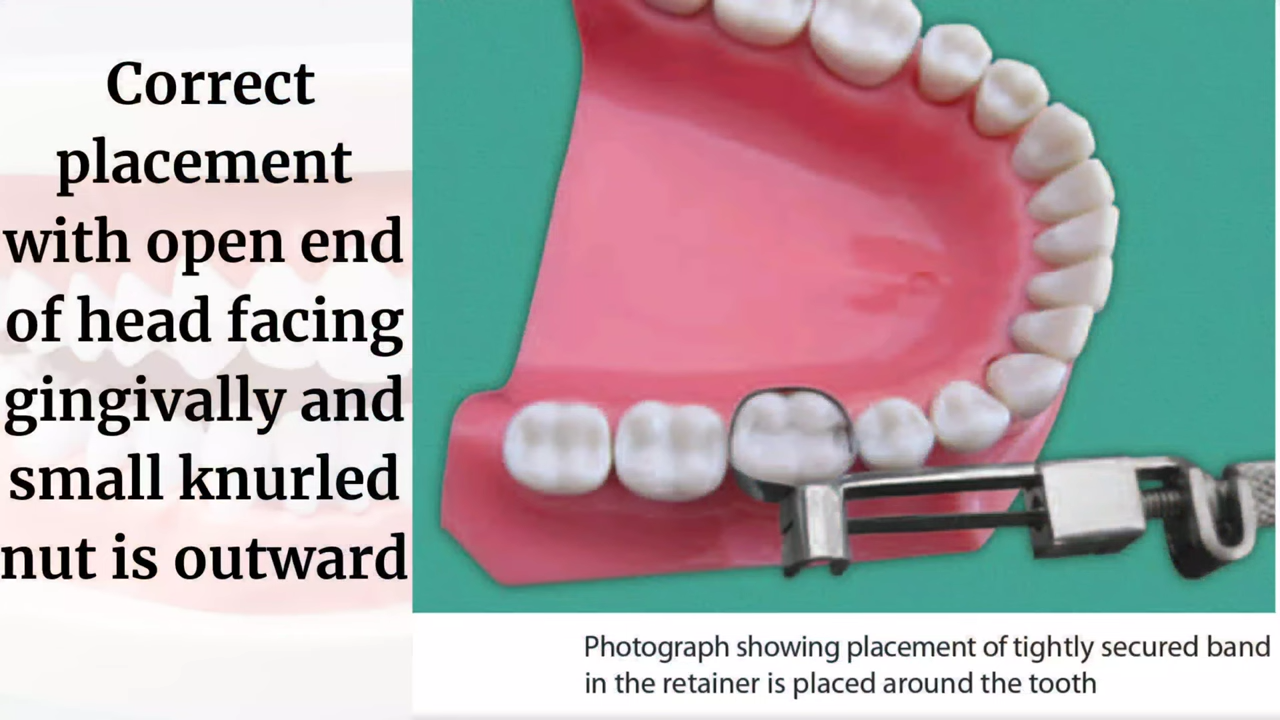 Correct
placement
with open end
of head facing
gingivally and
small knurled
nut is outward
Photograph showing placement of tightly secured band
in the retainer is placed around the tooth